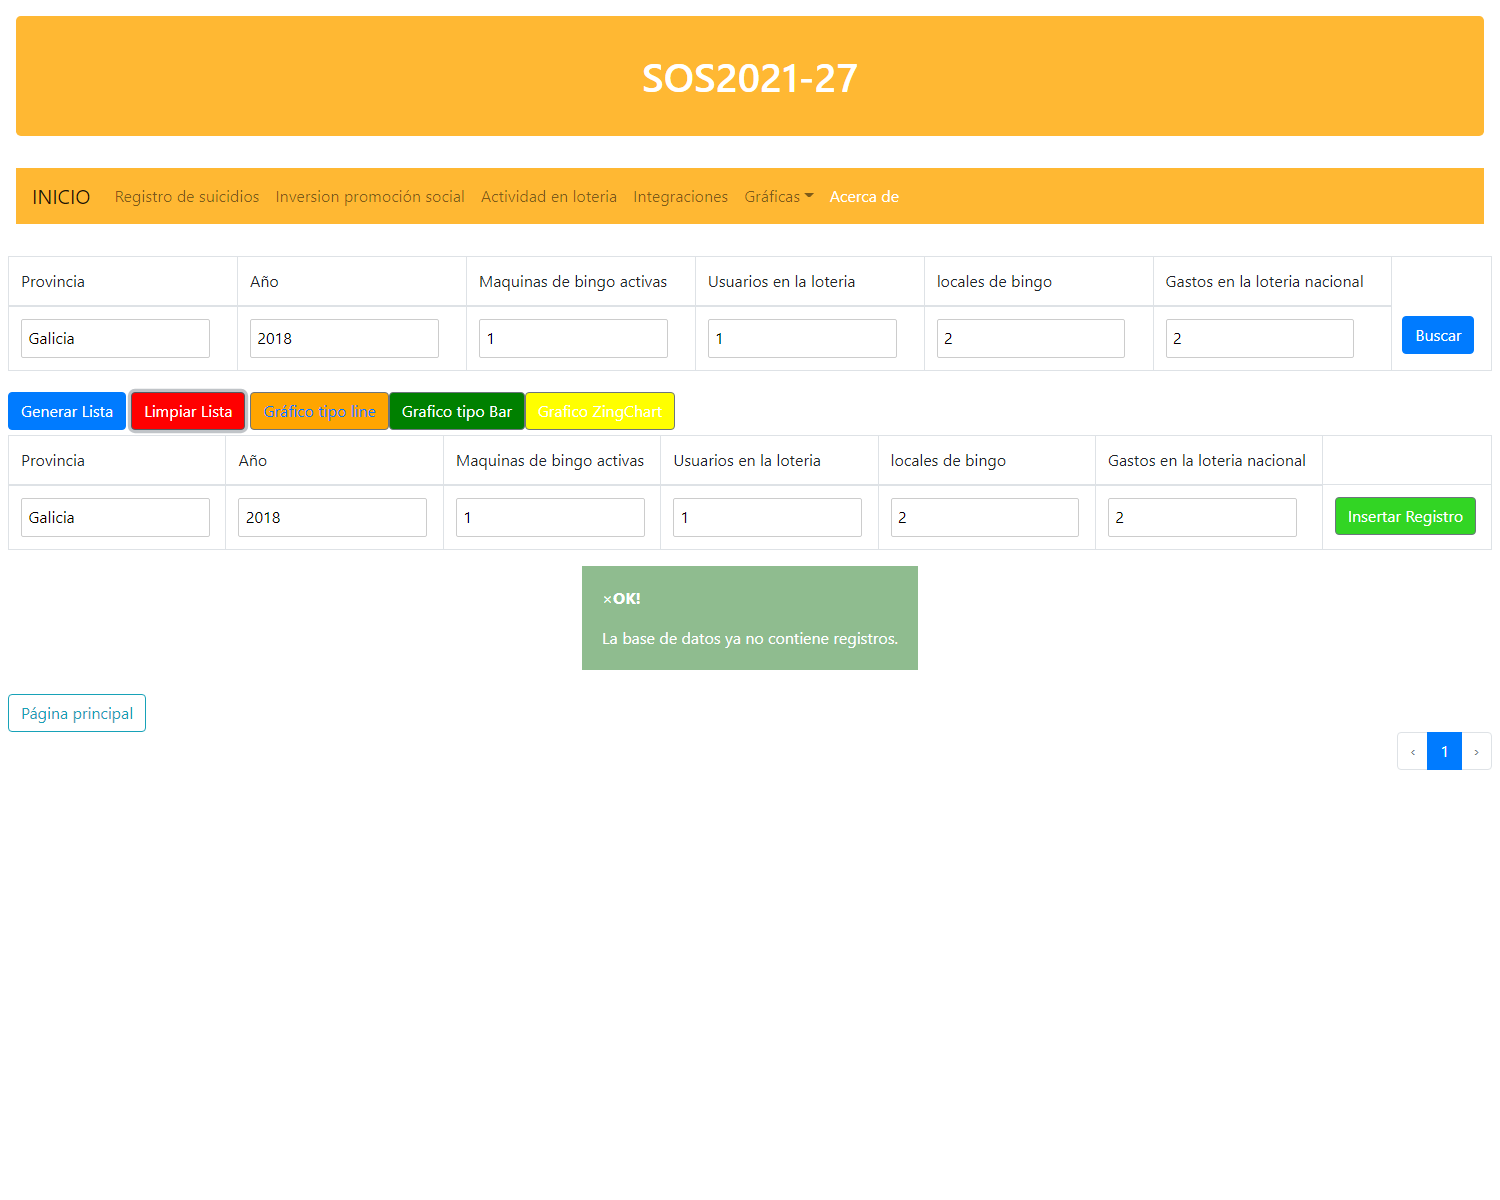 SOS2021-27
INICIO Registro de suicidios Inversion promoción social Actividad en loteria Integraciones Gráficas Acerca de
Provincia Año Maquinas de bingo activas Usuarios en la loteria locales de bingo Gastos en la loteria nacional
Galicia 2018 1 1 2 2 Buscar
Generar Lista Limpiar Lista Gráfico tipo line Grafico tipo Bar Grafico ZingChart
Provincia Año Maquinas de bingo activas Usuarios en la loteria locales de bingo Gastos en la loteria nacional
Galicia 2018 1 1 2 2 Insertar Registro
×OK!
La base de datos ya no contiene registros.
Página principal
‹ 1 ›